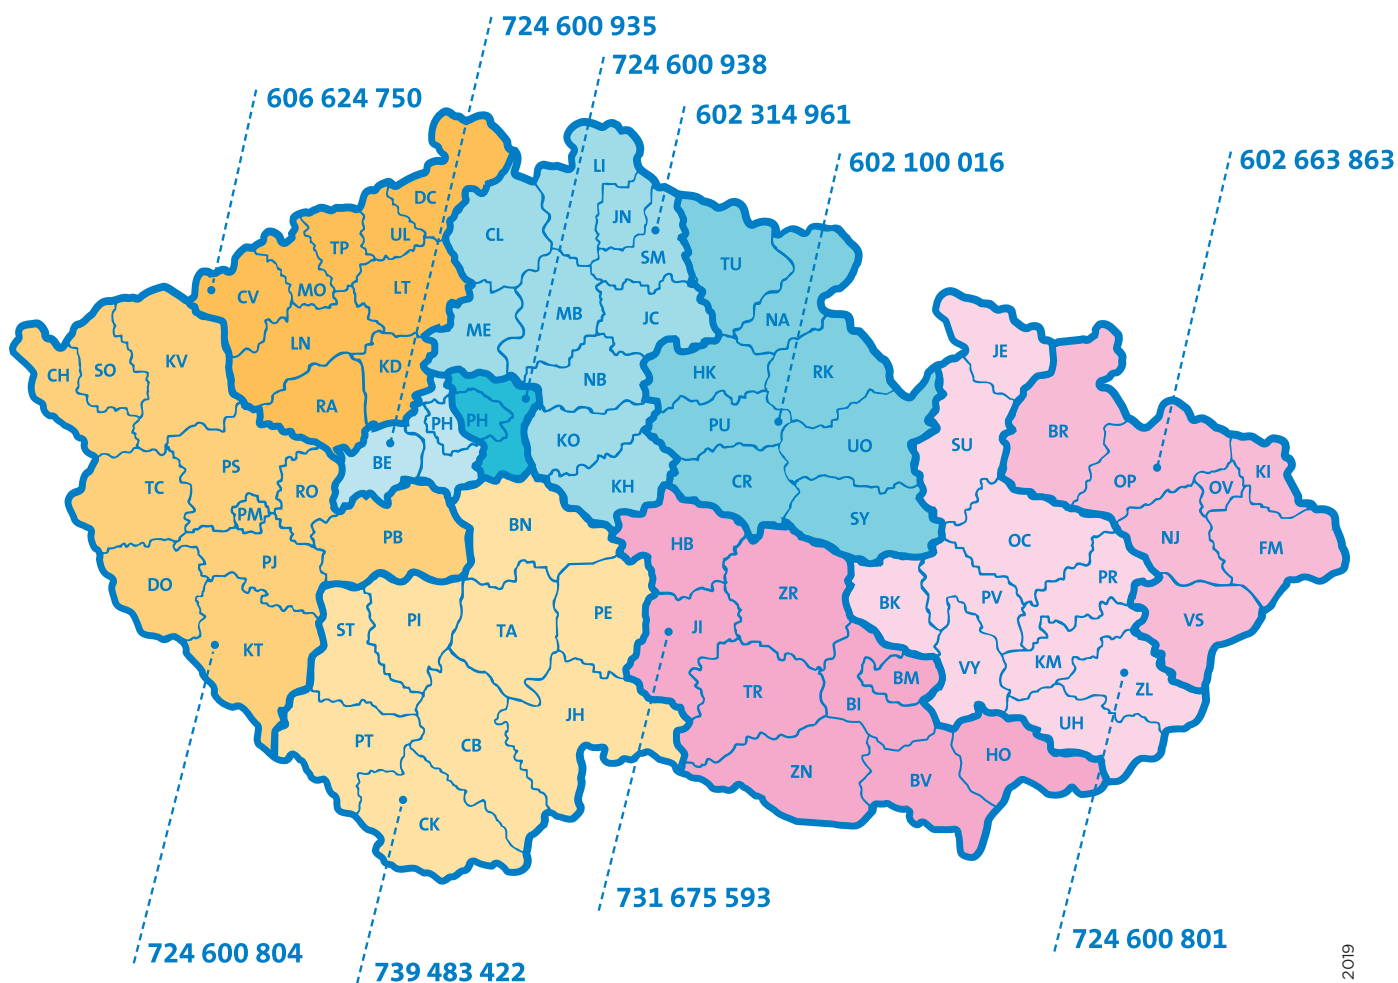 724 600 935
724 600 938
606 624 750
602 314 961
602 100 016
602 663 863
LI
DC
JN
UL
CL
TP
SM
TU
MO
LT
CV
MB
JC
NA
ME
LN
JE
KV
KD
SO
CH
NB
HK
RK
RA
PH
PH
PU
BR
KO
UO
SU
BE
PS
KI
CR
OP
OV
TC
RO
KH
PM
SY
BN
PB
HB
OC
NJ
FM
PJ
PR
DO
ZR
PV
BK
PE
PI
VS
ST
TA
JI
KT
KM
VY
BM
TR
ZL
BI
JH
UH
PT
CB
HO
ZN
BV
CK
731 675 593
724 600 801
724 600 804
739 483 422
2019